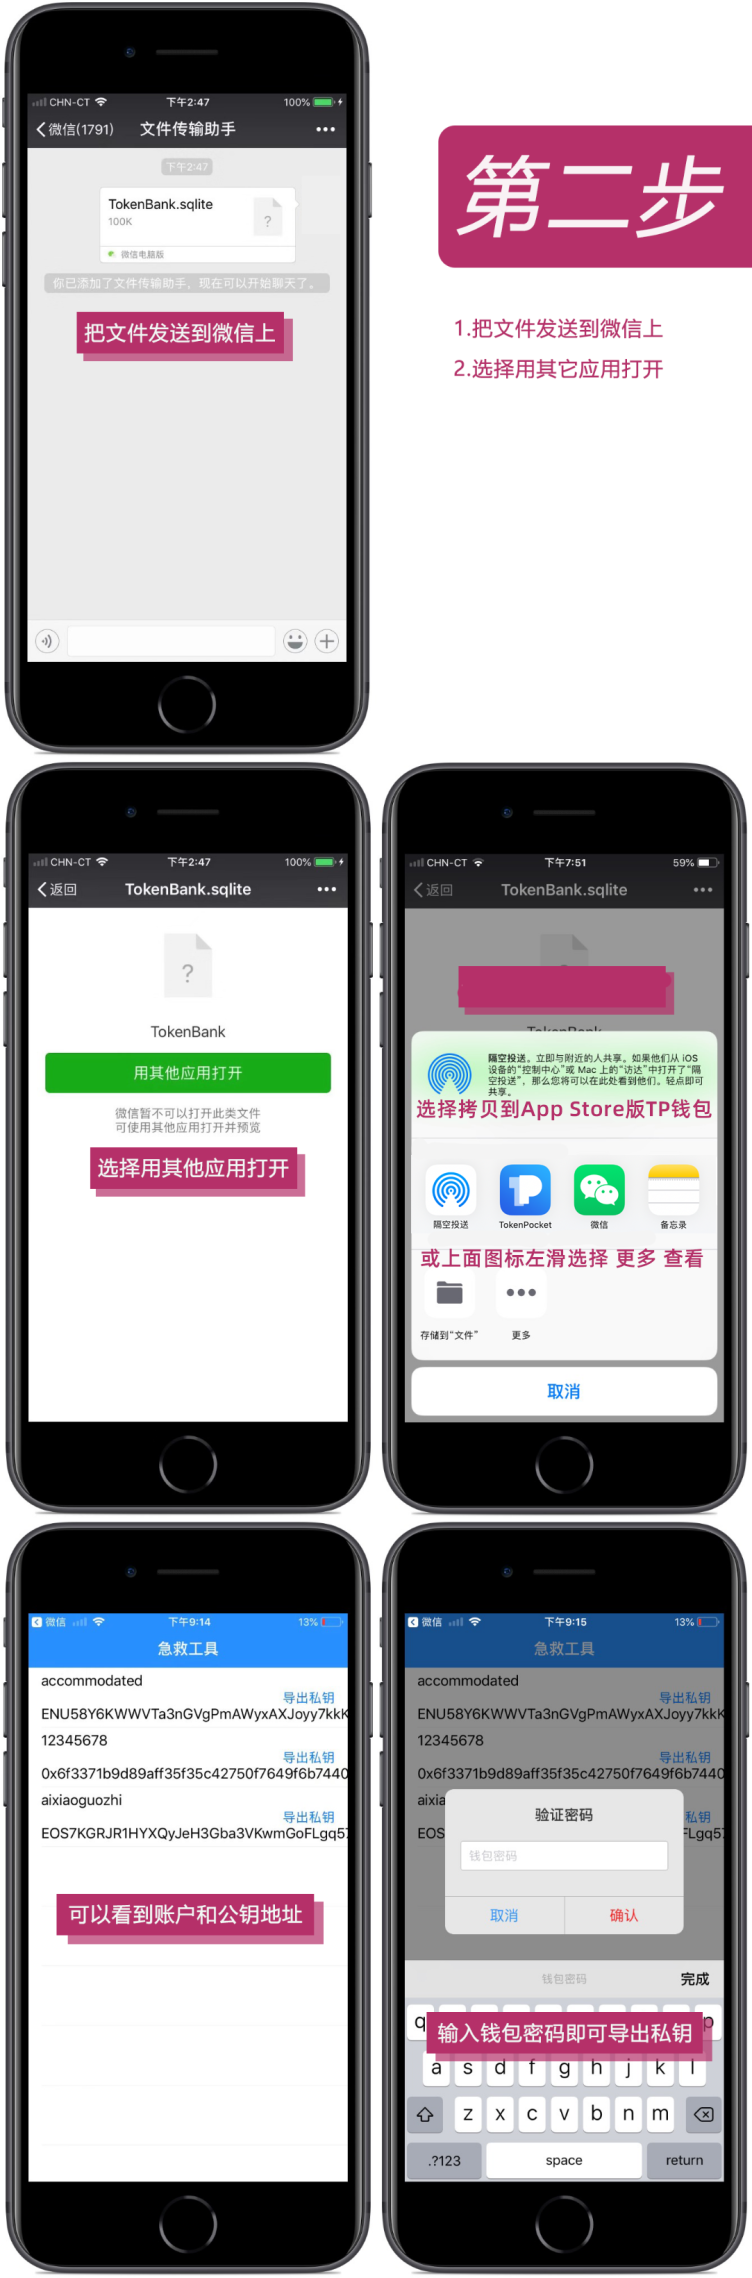 CHN-CT 下午2:47 100%
微信(1791) 文件传输助手
下午2:47
TokenBank.sqlite
100K
?
微信电脑版
你已添加了文件传输助手，现在可以开始聊天了。
把文件发送到微信上
第二步
1.把文件发送到微信上
2.选择用其它应用打开
CHN-CT 下午2:47 100%
返回 TokenBank.sqlite
?
TokenBank
用其他应用打开
微信暂不可以打开此类文件
可使用其他应用打开并预览
选择用其他应用打开
CHN-CT 下午7:51 59%
返回 TokenBank.sqlite
TokenBank
隔空投送。立即与附近的人共享。如果他们从 iOS
设备的“控制中心”或 Mac 上的“访达”中打开了“隔
空投送”，那么您将可以在此处看到他们。轻点即可
共享。
选择拷贝到App Store版TP钱包
隔空投送 TokenPocket 微信 备忘录
或上面图标左滑选择 更多 查看
存储到“文件” 更多
取消
微信 下午9:14 13%
急救工具
accommodated
导出私钥
ENU58Y6KWWVTa3nGVgPmAWyxAXJoyy7kkK
12345678
导出私钥
0x6f3371b9d89aff35f35c42750f7649f6b7440
aixiaoguozhi
导出私钥
EOS7KGRJR1HYXQyJeH3Gba3VKwmGoFLgq5
可以看到账户和公钥地址
微信 下午9:15 13%
急救工具
accommodated
导出私钥
ENU58Y6KWWVTa3nGVgPmAWyxAXJoyy7kkK
12345678
导出私钥
0x6f3371b9d89aff35f35c42750f7649f6b7440
aixia
私钥
EOS
FLgq5
验证密码
钱包密码
取消 确认
钱包密码 完成
q p
输入钱包密码即可导出私钥
a s d f g h j k l
z x c v b n m
.?123 space return